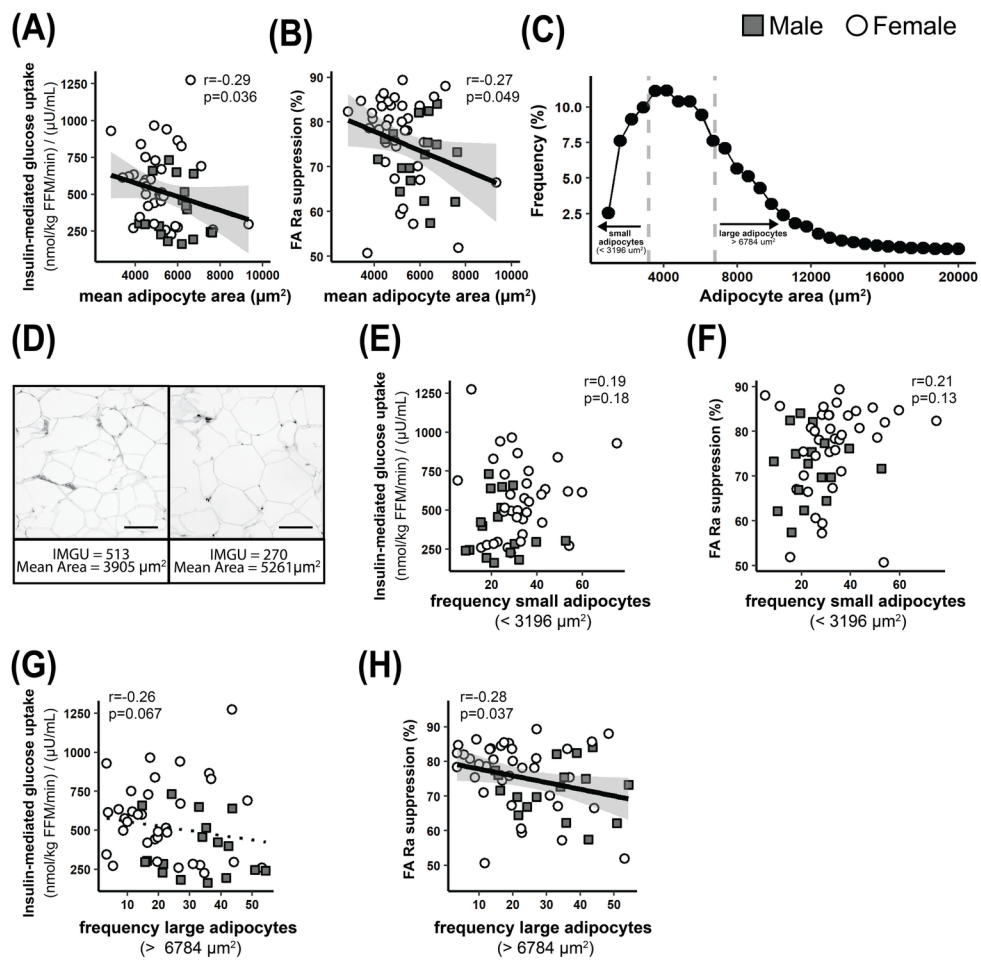 Male Female
(A)
Insulin-mediated glucose uptake
(nmol/kg FFM/min) / (μU/mL)
1250
1000
750
500
250
r=-0.29
p=0.036
4000 6000 8000 10000
mean adipocyte area (μm²)
(B)
FA Ra suppression (%)
90
80
70
60
50
r=-0.27
p=0.049
4000 6000 8000 10000
mean adipocyte area (μm²)
(C)
Frequency (%)
10.0
7.5
5.0
2.5
small
adipocytes
(< 3196 um²)
large adipocytes
> 6784 um²
4000 8000 12000 16000 20000
Adipocyte area (μm²)
(D)
IMGU = 513
Mean Area = 3905 μm²
IMGU = 270
Mean Area = 5261μm²
(E)
Insulin-mediated glucose uptake
(nmol/kg FFM/min) / (μU/mL)
1250
1000
750
500
250
r=0.19
p=0.18
20 40 60
frequency small adipocytes
(< 3196 μm²)
(F)
FA Ra suppression (%)
90
80
70
60
50
r=0.21
p=0.13
20 40 60
frequency small adipocytes
(< 3196 μm²)
(G)
Insulin-mediated glucose uptake
(nmol/kg FFM/min) / (μU/mL)
1250
1000
750
500
250
r=-0.26
p=0.067
10 20 30 40 50
frequency large adipocytes
(> 6784 μm²)
(H)
FA Ra suppression (%)
90
80
70
60
50
r=-0.28
p=0.037
10 20 30 40 50
frequency large adipocytes
(> 6784 μm²)